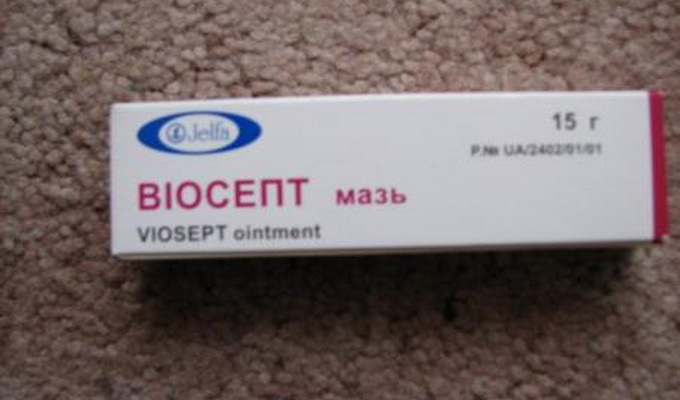 Jelfa
15 г
Р.№ UA/2402/01/01
ВІОСЕПТ мазь
VIOSEPT ointment